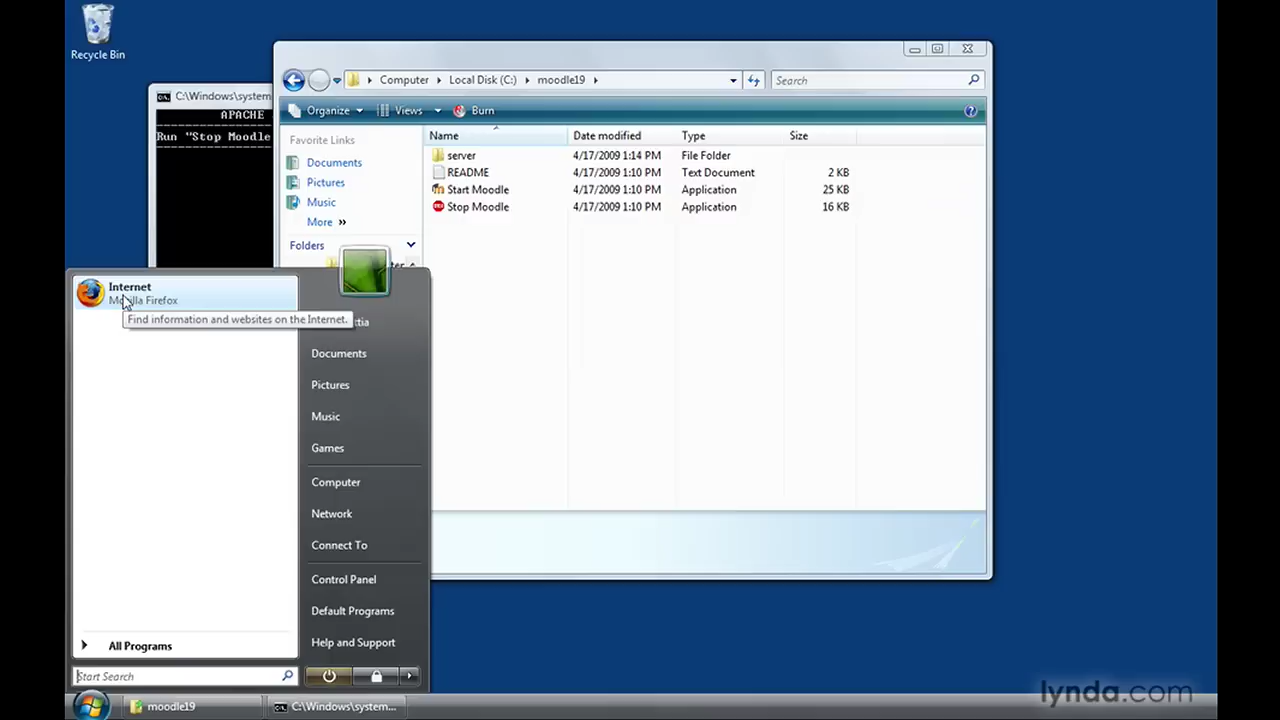 Recycle Bin
Computer Local Disk (C:) moodle19
Search
C:\Windows\system
APACHE
Run "Stop Moodle
Organize Views Burn
Favorite Links
Documents
Pictures
Music
More »
Folders
Name Date modified Type Size
server 4/17/2009 1:14 PM File Folder
README 4/17/2009 1:10 PM Text Document 2 KB
Start Moodle 4/17/2009 1:10 PM Application 25 KB
Stop Moodle 4/17/2009 1:10 PM Application 16 KB
Internet
Mozilla Firefox
Find information and websites on the Internet.
Documents
Pictures
Music
Games
Computer
Network
Connect To
Control Panel
Default Programs
Help and Support
All Programs
Start Search
moodle19
C:\Windows\system...
lynda.com